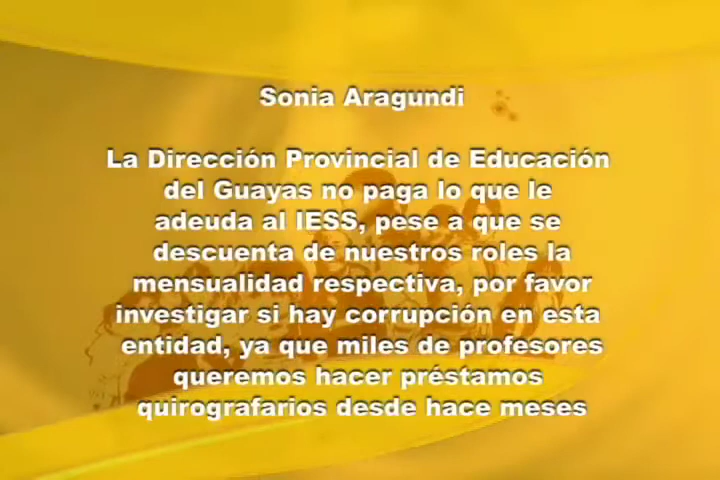 Sonia Aragundi
La Dirección Provincial de Educación
del Guayas no paga lo que le
adeuda al IESS, pese a que se
descuenta de nuestros roles la
mensualidad respectiva, por favor
investigar si hay corrupción en esta
entidad, ya que miles de profesores
queremos hacer préstamos
quirografarios desde hace meses